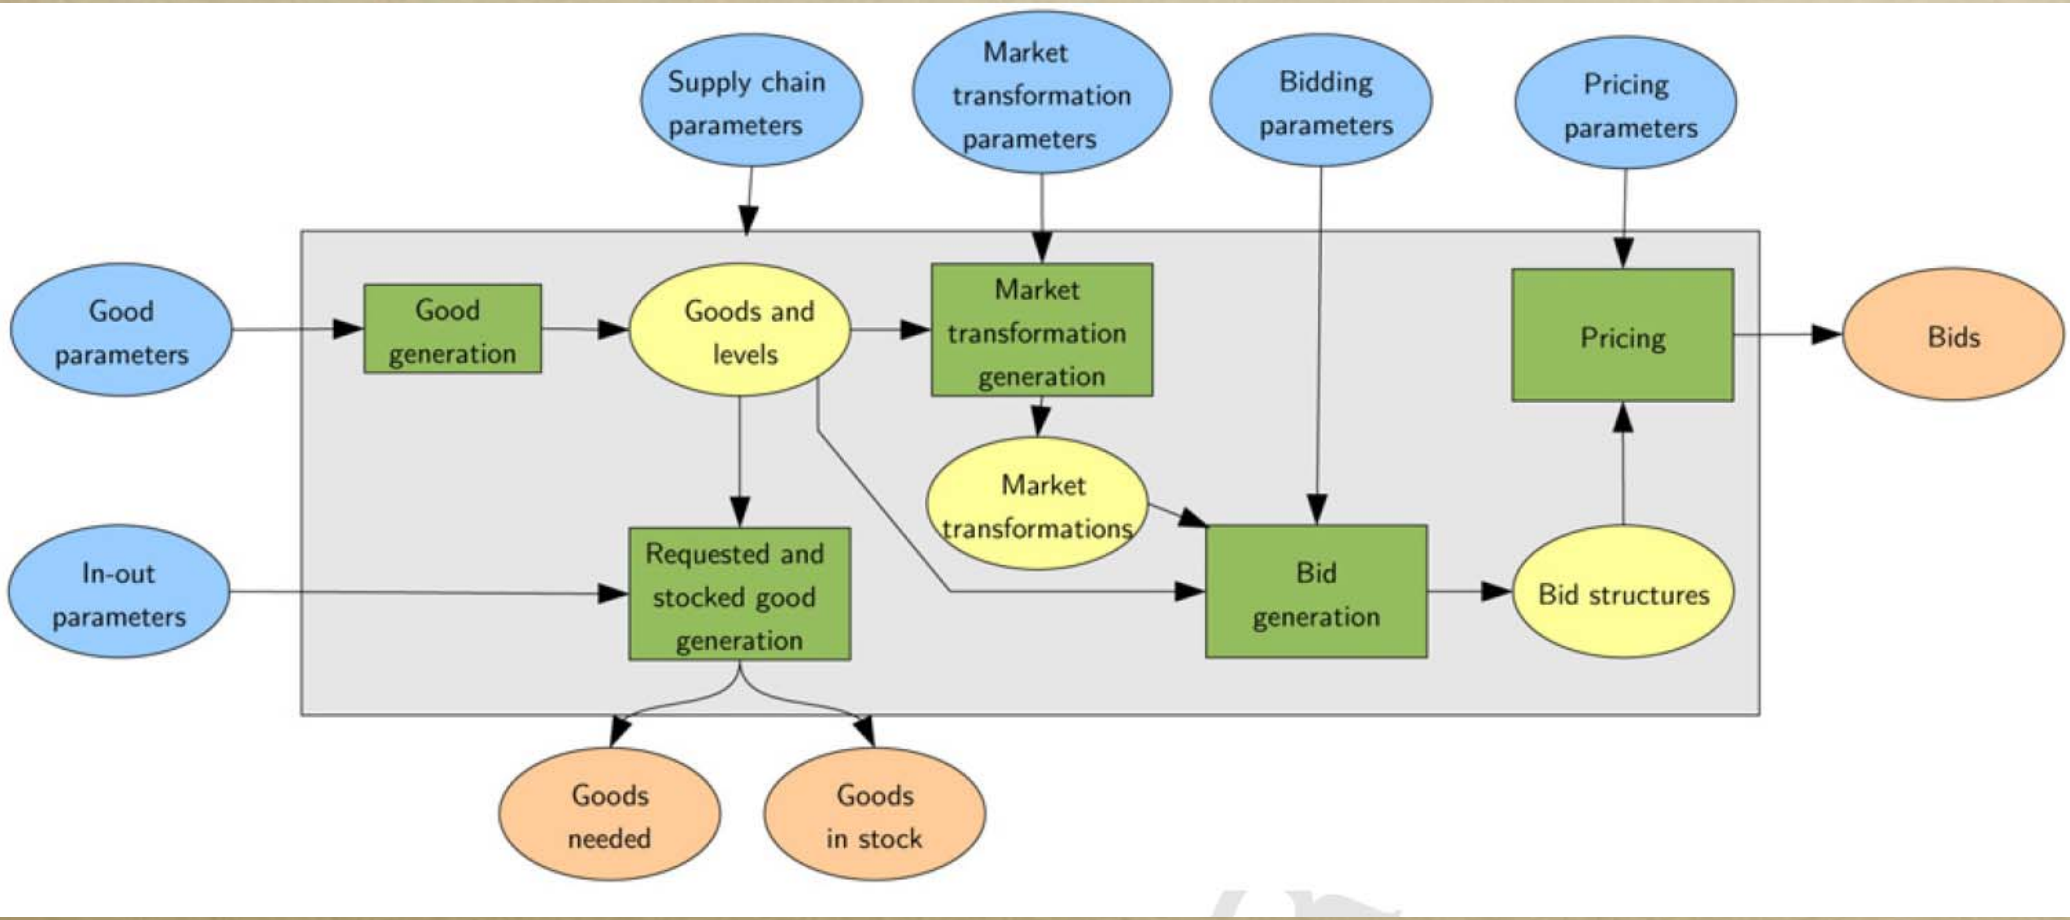 Supply chain
parameters
Market
transformation
parameters
Bidding
parameters
Pricing
parameters
Good
parameters
Good
generation
Goods and
levels
Market
transformation
generation
Pricing
Bids
Market
transformations
In-out
parameters
Requested and
stocked good
generation
Bid
generation
Bid structures
Goods
needed
Goods
in stock